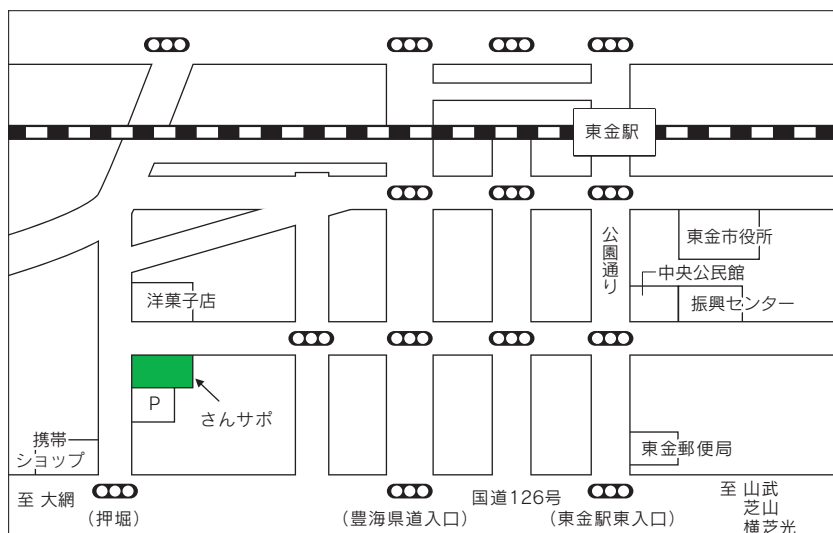 東金駅
東金市役所
公園通り
中央公民館
洋菓子店
振興センター
P
さんサポ
携帯
ショップ
東金郵便局
至 大網
国道126号
至 山武
芝山
横芝光
（押堀）
（豊海県道入口）
（東金駅東入口）